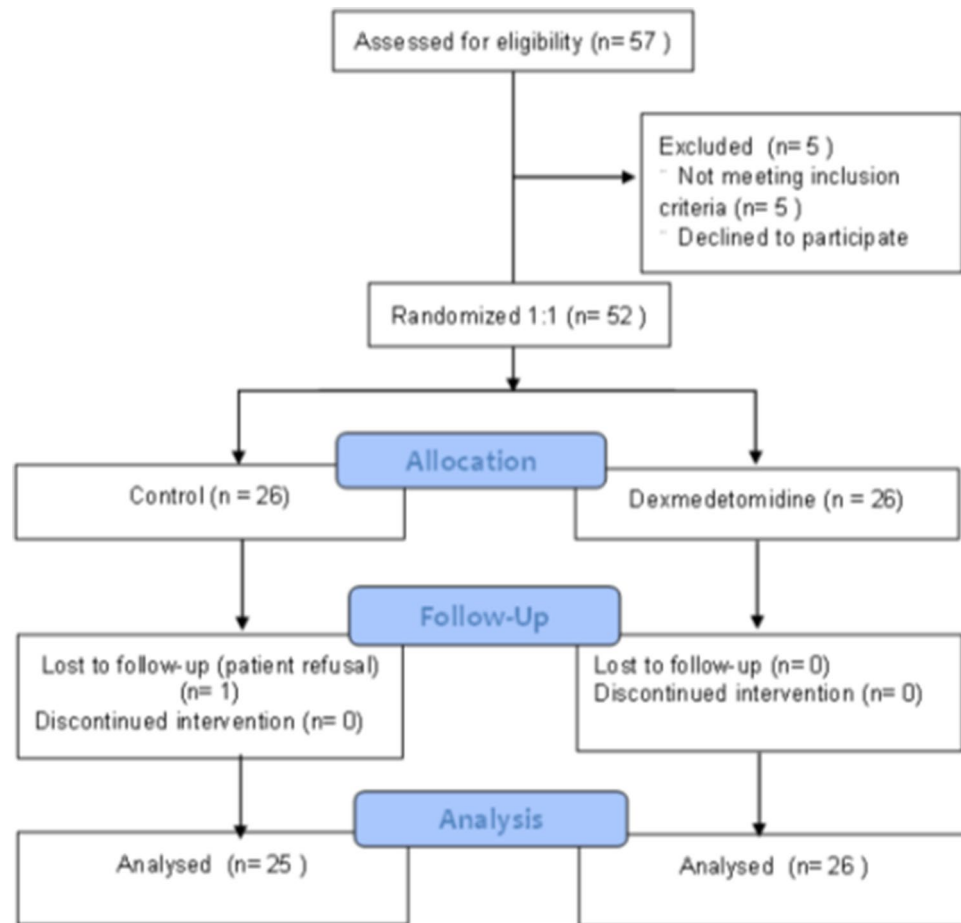 Assessed for eligibility (n= 57 )
Excluded (n= 5 )
¨ Not meeting inclusion
criteria (n= 5 )
¨ Declined to participate
Randomized 1:1 (n= 52 )
Allocation
Control (n = 26)
Dexmedetomidine (n = 26)
Follow-Up
Lost to follow-up (patient refusal)
(n= 1)
Discontinued intervention (n= 0)
Lost to follow-up (n= 0)
Discontinued intervention (n= 0)
Analysis
Analysed (n= 25 )
Analysed (n= 26 )